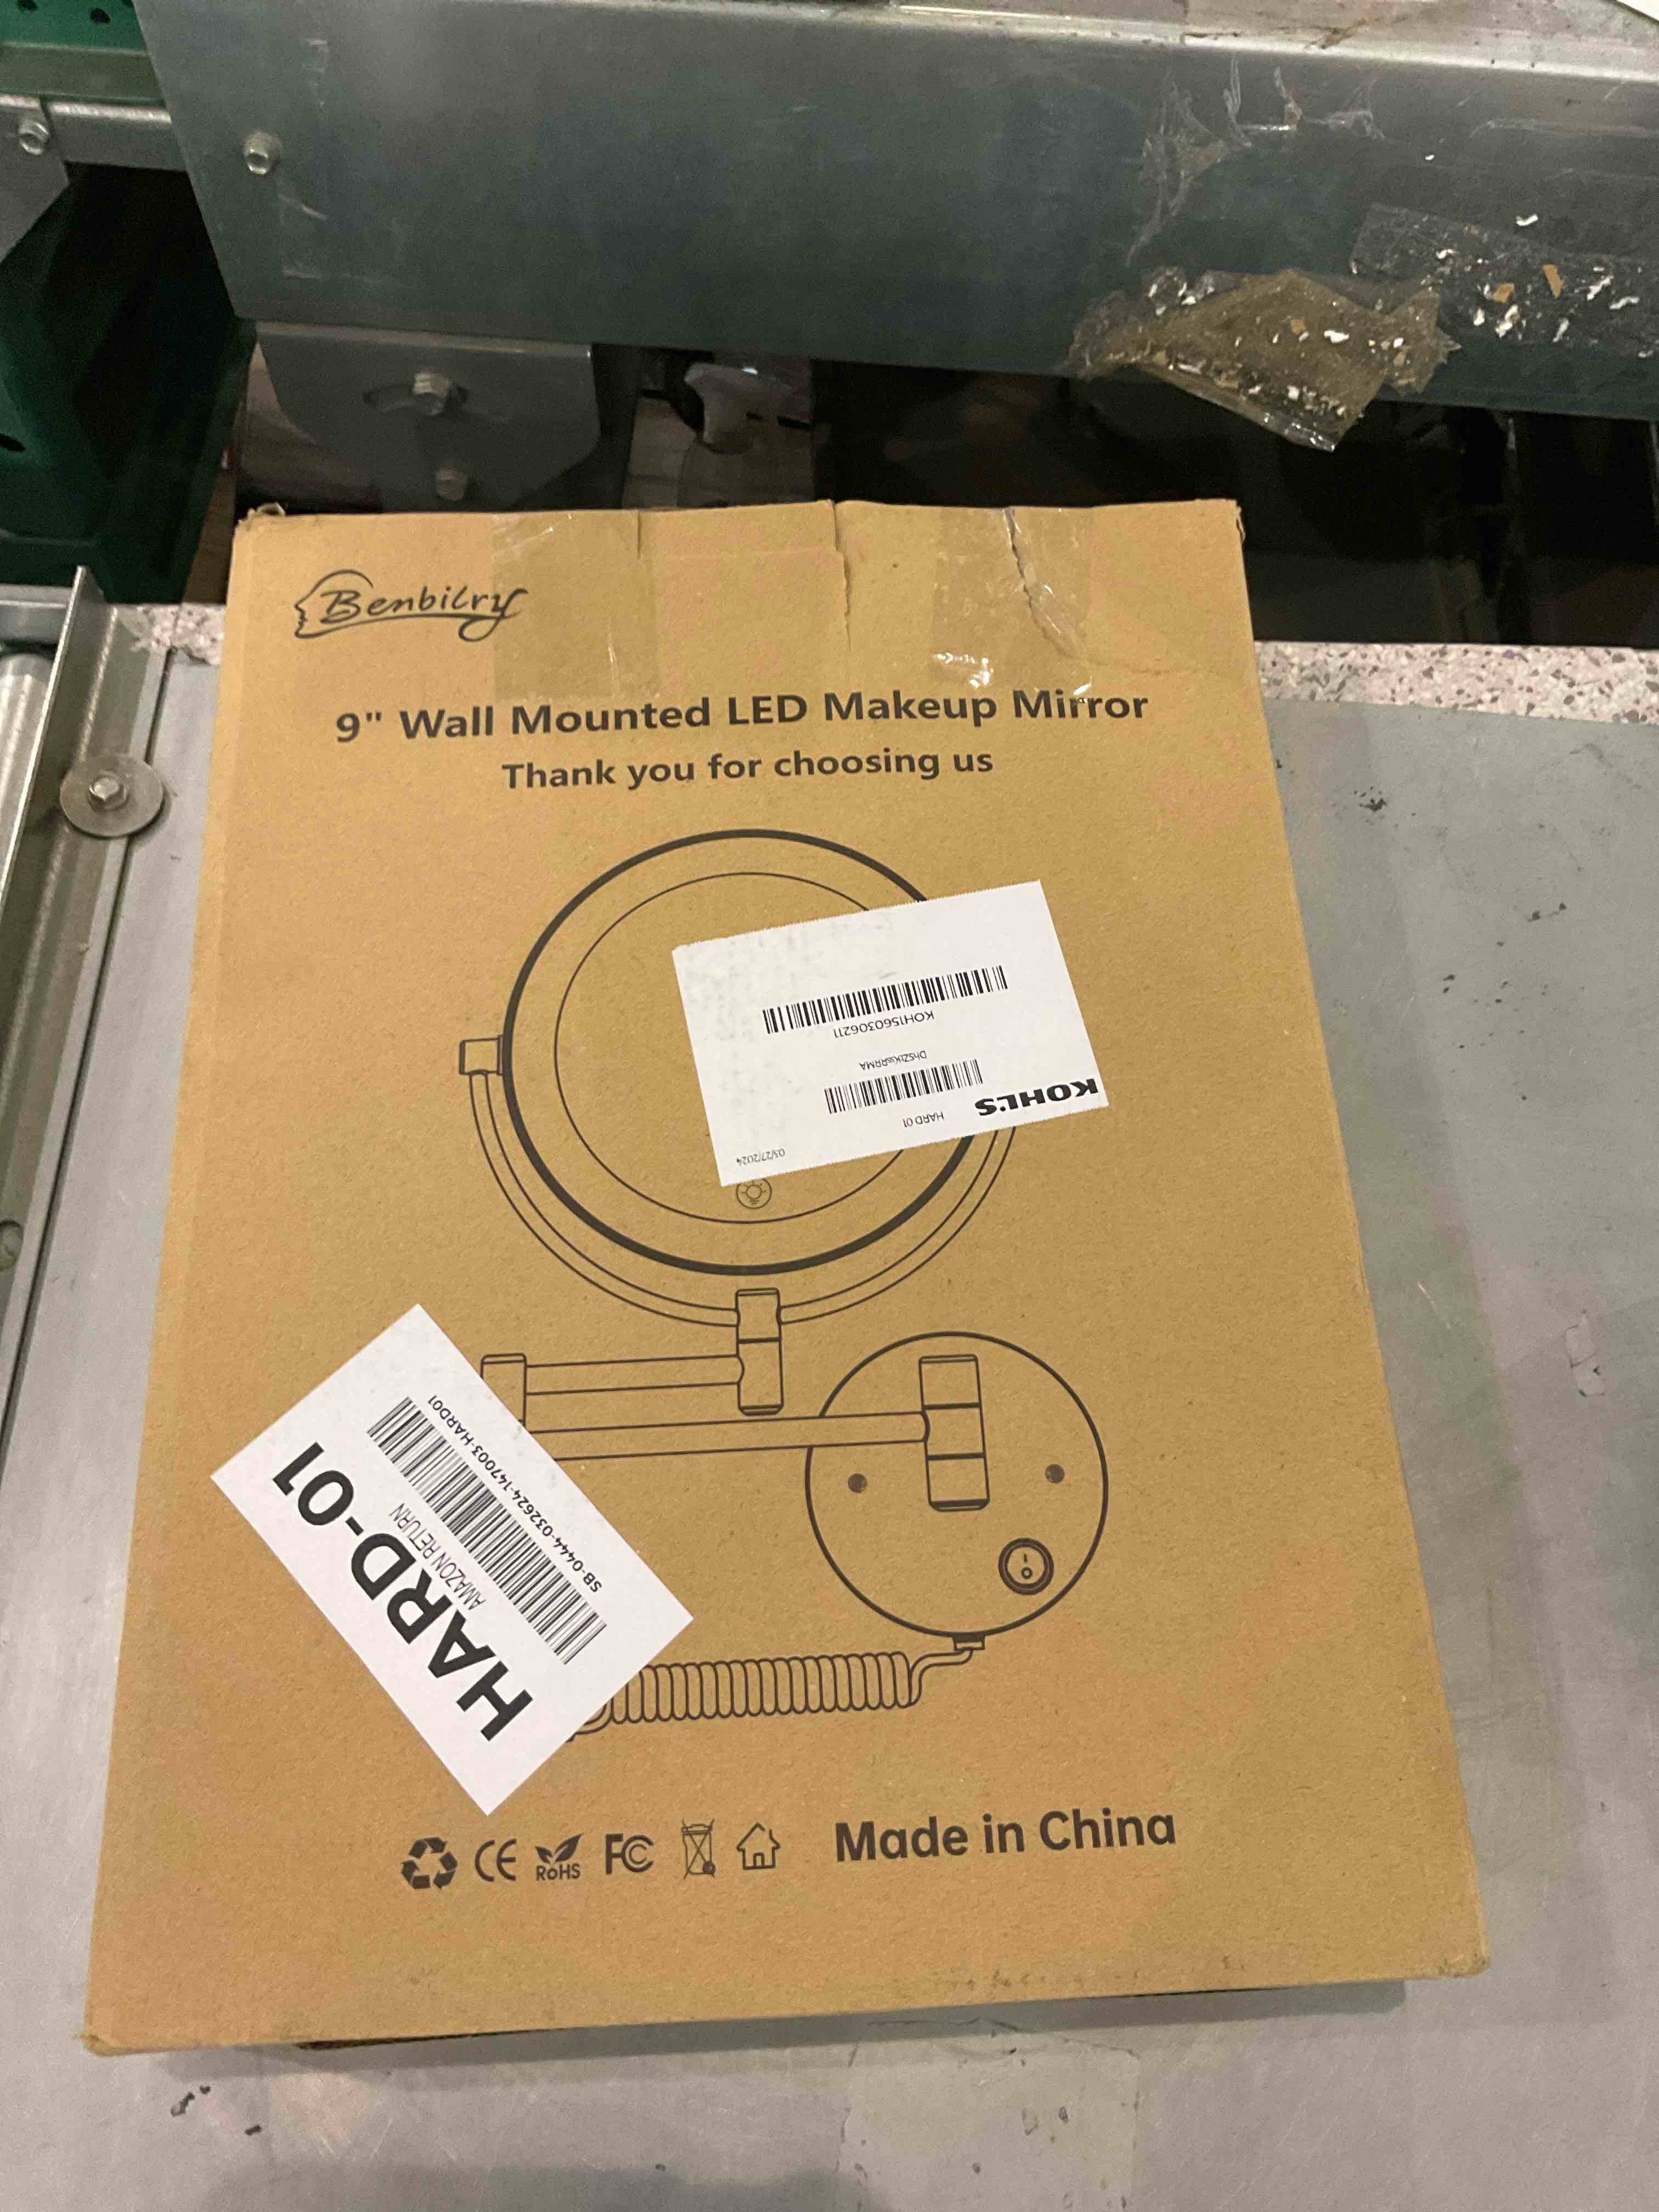 Benbilry
9" Wall Mounted LED Makeup Mirror
Thank you for choosing us
KOHL'S
HARD 01
03/27/2024
KOH1560306211
HARD-01
AMAZON RETURN
SB-0444-032624-147003-HARD01
CE
RoHS
FC
Made in China